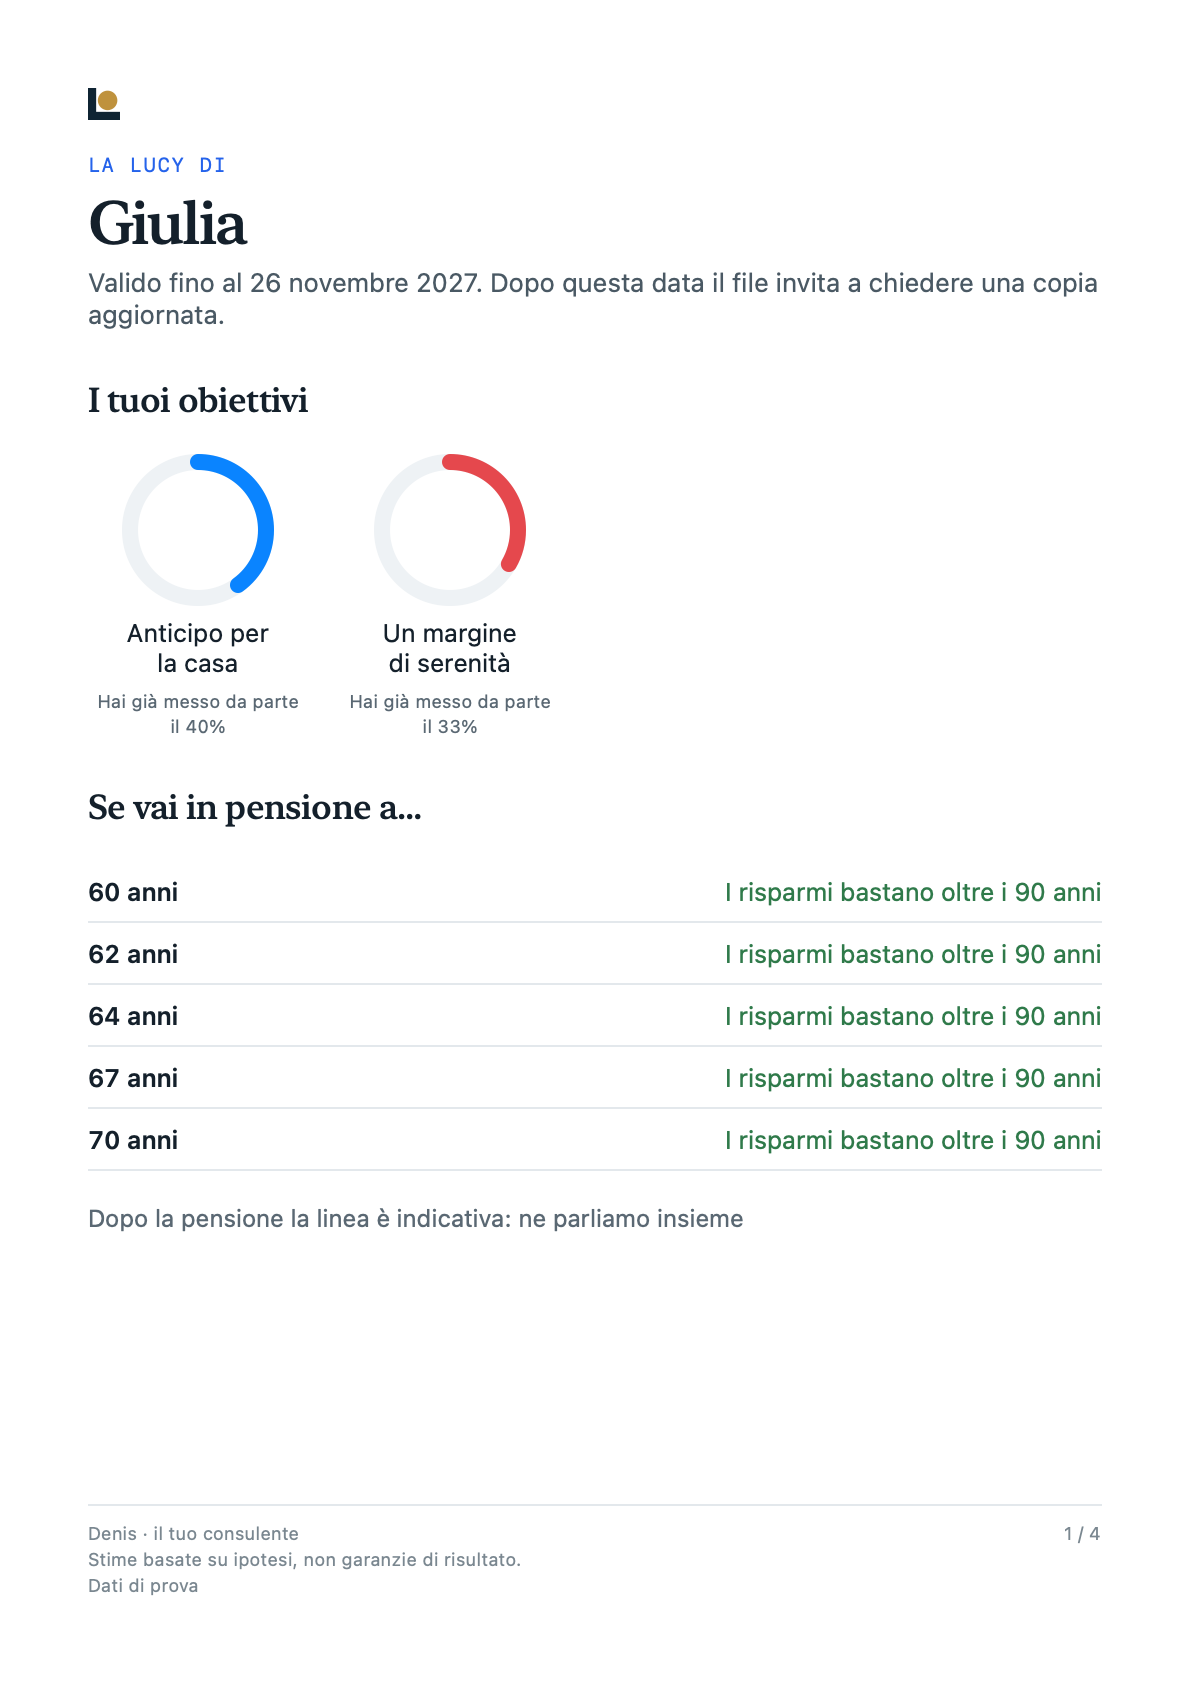 LA LUCY DI
Giulia
Valido fino al 26 novembre 2027. Dopo questa data il file invita a chiedere una copia
aggiornata.
I tuoi obiettivi
Anticipo per
la casa
Hai già messo da parte
il 40%
Un margine
di serenità
Hai già messo da parte
il 33%
Se vai in pensione a...
60 anni I risparmi bastano oltre i 90 anni
62 anni I risparmi bastano oltre i 90 anni
64 anni I risparmi bastano oltre i 90 anni
67 anni I risparmi bastano oltre i 90 anni
70 anni I risparmi bastano oltre i 90 anni
Dopo la pensione la linea è indicativa: ne parliamo insieme
Denis · il tuo consulente 1 / 4
Stime basate su ipotesi, non garanzie di risultato.
Dati di prova